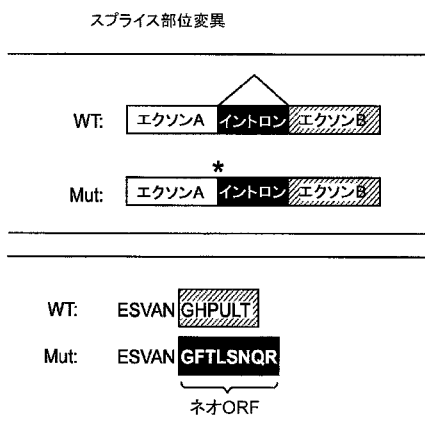 スプライス部位変異
WT: エクソンA イントロン エクソンB
*
Mut: エクソンA イントロン エクソンB
WT: ESVAN GHPULT
Mut: ESVAN GFTLSNQR
ネオORF